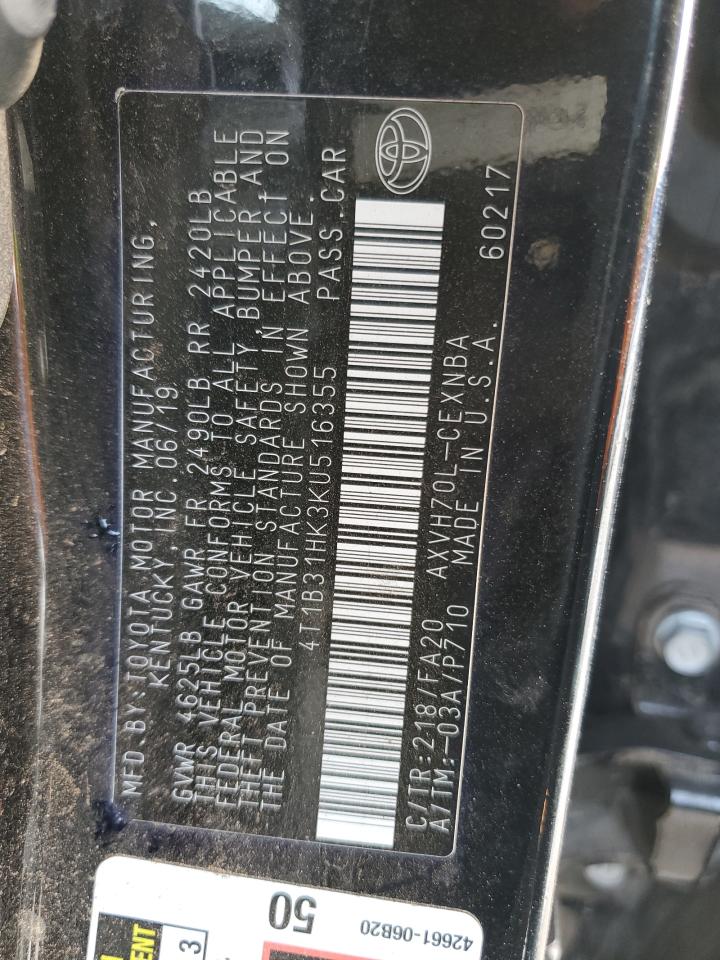 MFD.BY:TOYOTA MOTOR MANUFACTURING,
KENTUCKY,INC.06/19
GVWR 4625LB GAWR FR 2490LB RR 2420LB
THIS VEHICLE CONFORMS TO ALL APPLICABLE
FEDERAL MOTOR VEHICLE SAFETY,BUMPER,AND
THEFT PREVENTION STANDARDS IN EFFECT ON
THE DATE OF MANUFACTURE SHOWN ABOVE.
4T1B31HK3KU516355 PASS.CAR
C/TR:218/FA20 AXVH70L-CEXNBA 60217
A/TM:-03A/P710 MADE IN U.S.A.
50
42661-06B20
3